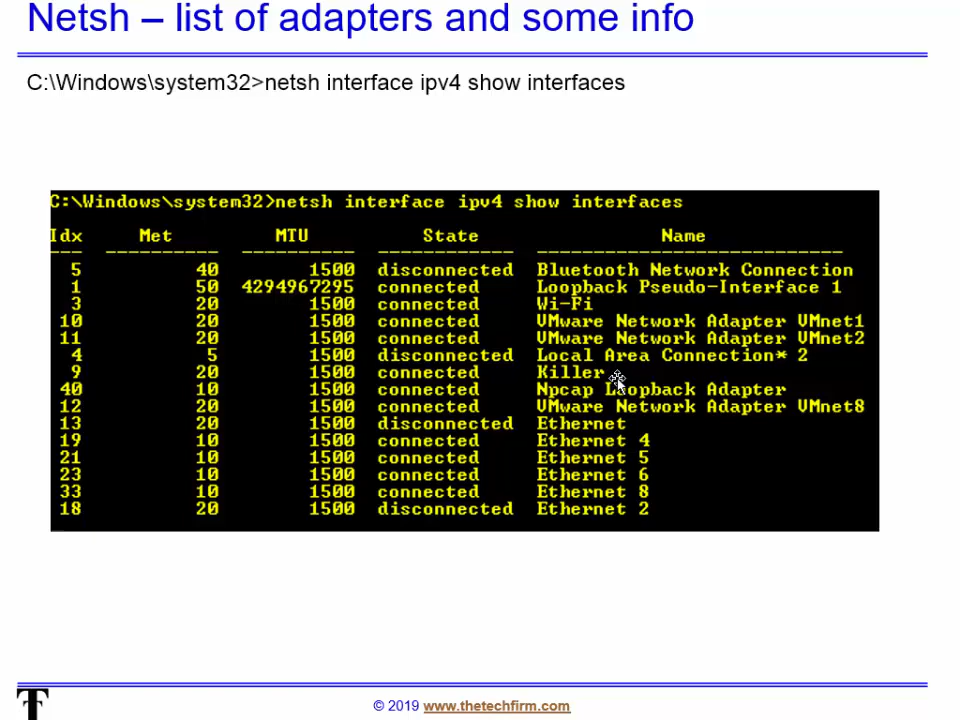 Netsh – list of adapters and some info
C:\Windows\system32>netsh interface ipv4 show interfaces
C:\Windows\system32>netsh interface ipv4 show interfaces
Idx Met MTU State Name
--- ---------- ---------- ------------ ---------------------------
5 40 1500 disconnected Bluetooth Network Connection
1 50 4294967295 connected Loopback Pseudo-Interface 1
3 20 1500 connected Wi-Fi
10 20 1500 connected VMware Network Adapter VMnet1
11 20 1500 connected VMware Network Adapter VMnet2
4 5 1500 disconnected Local Area Connection* 2
9 20 1500 connected Killer
40 10 1500 connected Npcap Loopback Adapter
12 20 1500 connected VMware Network Adapter VMnet8
13 20 1500 disconnected Ethernet
19 10 1500 connected Ethernet 4
21 10 1500 connected Ethernet 5
23 10 1500 connected Ethernet 6
33 10 1500 connected Ethernet 8
18 20 1500 disconnected Ethernet 2
T
© 2019 www.thetechfirm.com